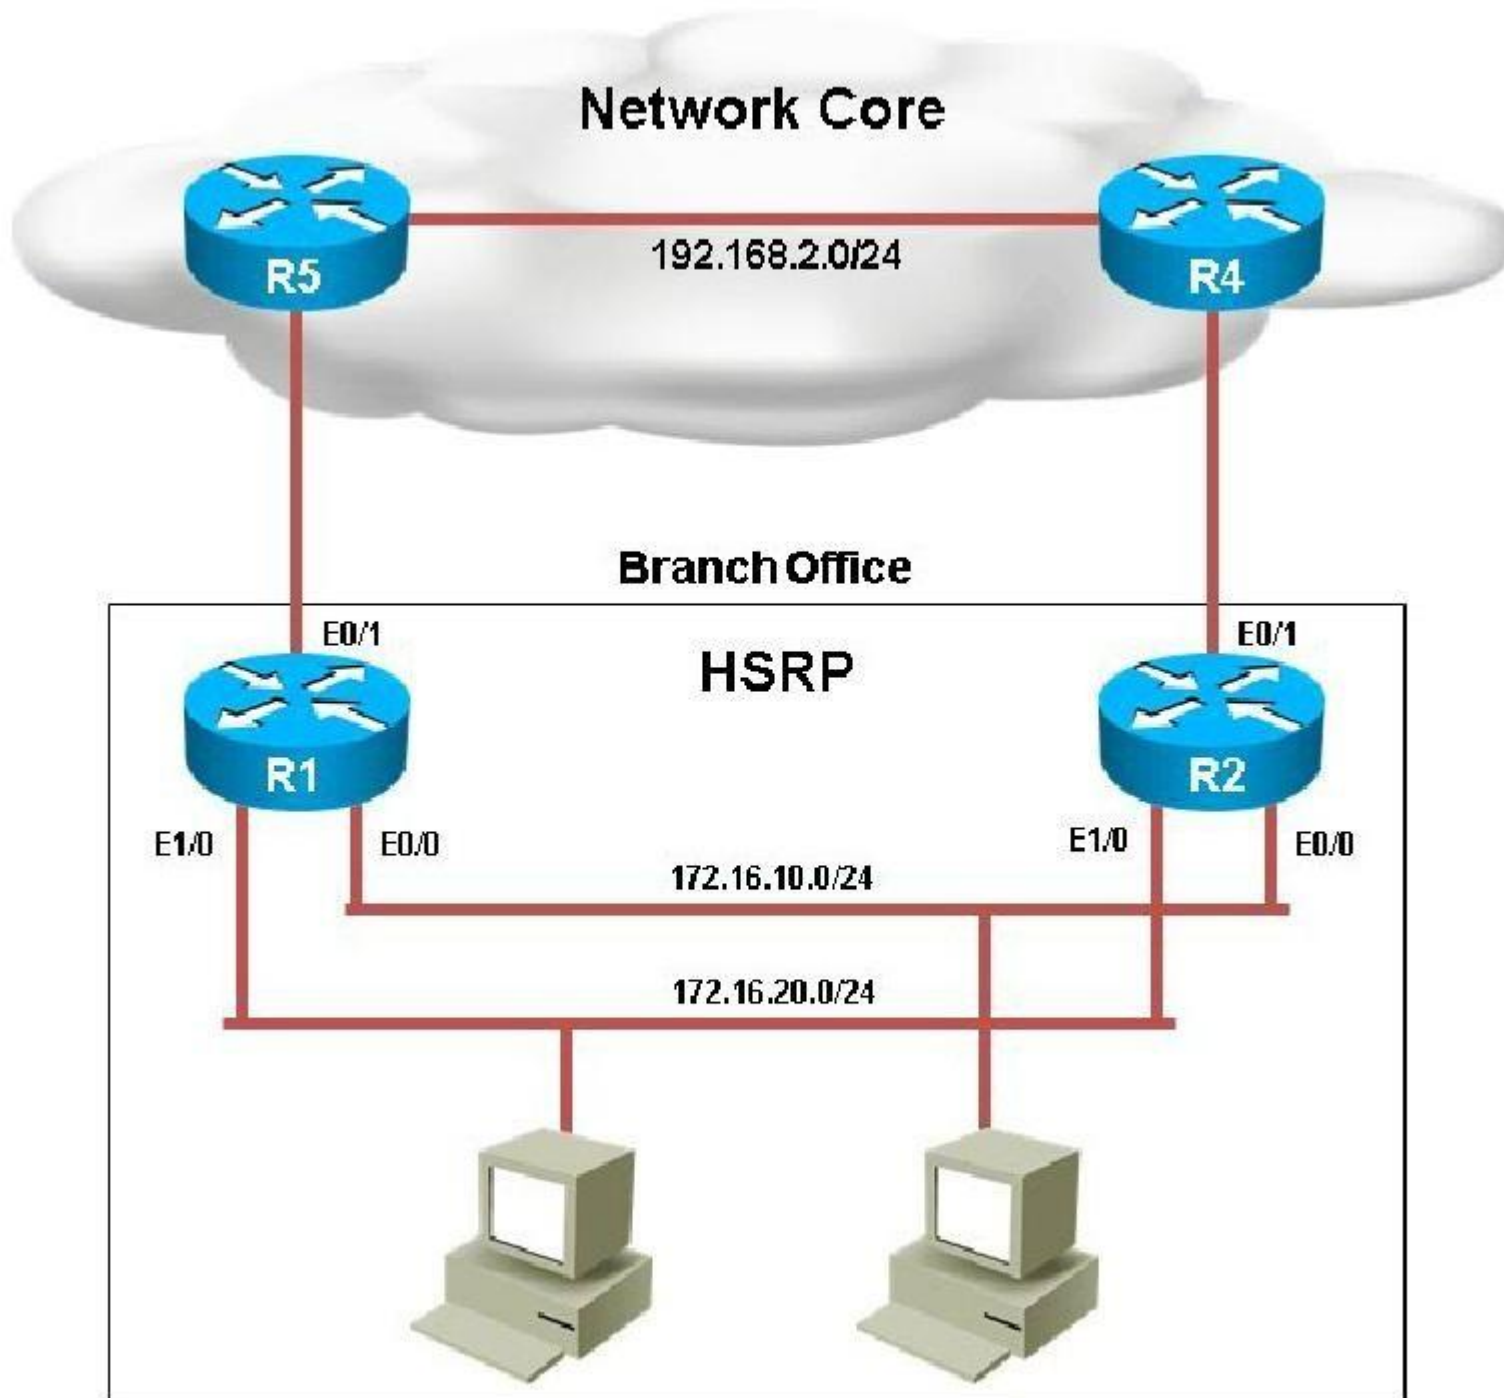 Network Core
192.168.2.0/24
R5
R4
Branch Office
E0/1
E0/1
HSRP
R1
R2
E1/0
E0/0
E1/0
E0/0
172.16.10.0/24
172.16.20.0/24